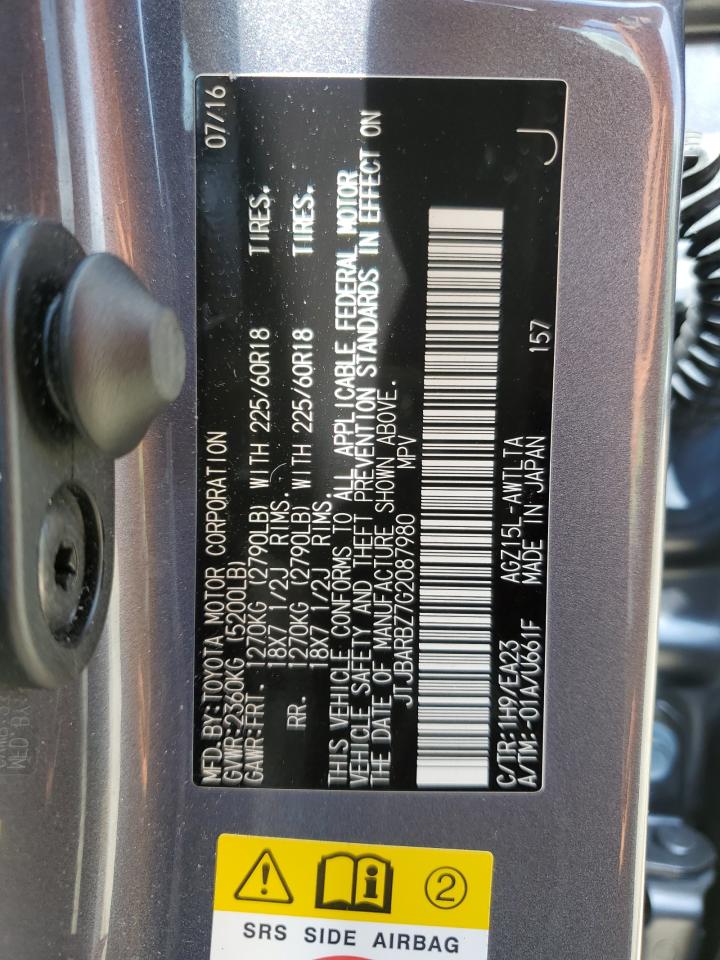 MFD.BY:TOYOTA MOTOR CORPORATION 07/16
GVWR:2360KG (5200LB)
GAWR:FRT. 1270KG (2790LB) WITH 225/60R18 TIRES.
18X7 1/2J RIMS.
RR. 1270KG (2790LB) WITH 225/60R18 TIRES.
18X7 1/2J RIMS.
THIS VEHICLE CONFORMS TO ALL APPLICABLE FEDERAL MOTOR
VEHICLE SAFETY AND THEFT PREVENTION STANDARDS IN EFFECT ON
THE DATE OF MANUFACTURE SHOWN ABOVE.
JTJBARBZ7G2087980 MPV
J
C/TR:1H9/EA23 AGZ15L-AWTLTA 157
A/TM:-01A/U661F MADE IN JAPAN
2
SRS SIDE AIRBAG